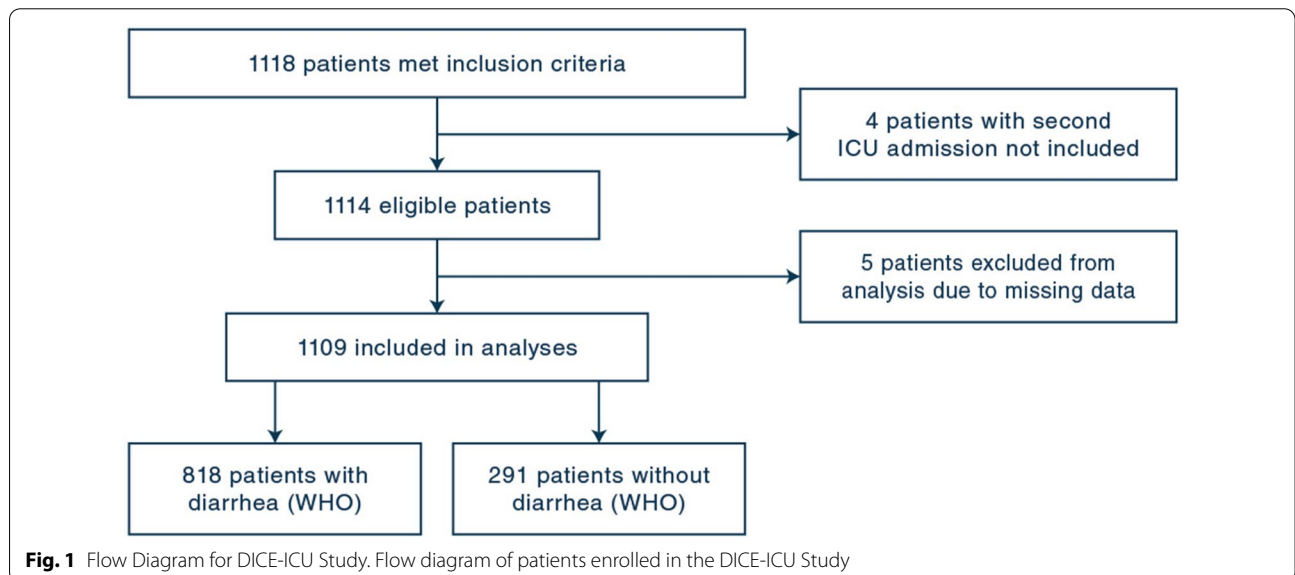 1118 patients met inclusion criteria
4 patients with second
ICU admission not included
1114 eligible patients
5 patients excluded from
analysis due to missing data
1109 included in analyses
818 patients with
diarrhea (WHO)
291 patients without
diarrhea (WHO)
Fig. 1 Flow Diagram for DICE-ICU Study. Flow diagram of patients enrolled in the DICE-ICU Study